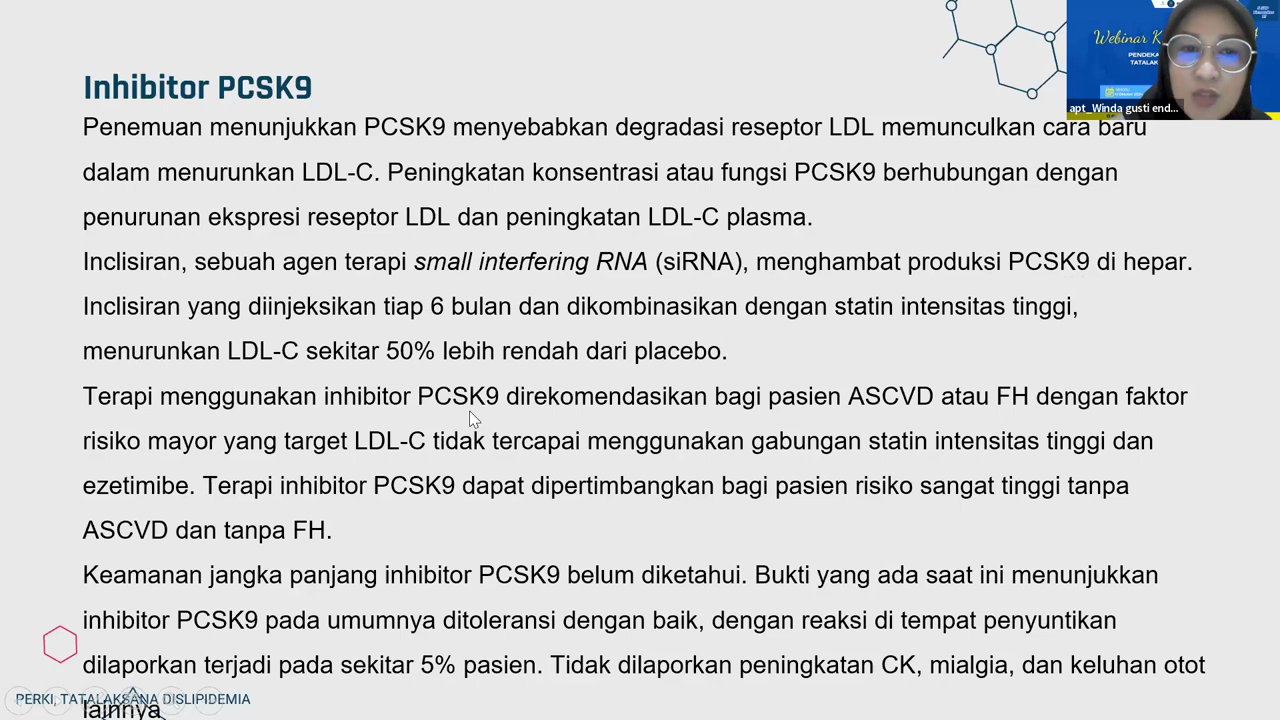 Inhibitor PCSK9
Penemuan menunjukkan PCSK9 menyebabkan degradasi reseptor LDL memunculkan cara baru
dalam menurunkan LDL-C. Peningkatan konsentrasi atau fungsi PCSK9 berhubungan dengan
penurunan ekspresi reseptor LDL dan peningkatan LDL-C plasma.
Inclisiran, sebuah agen terapi small interfering RNA (siRNA), menghambat produksi PCSK9 di hepar.
Inclisiran yang diinjeksikan tiap 6 bulan dan dikombinasikan dengan statin intensitas tinggi,
menurunkan LDL-C sekitar 50% lebih rendah dari placebo.
Terapi menggunakan inhibitor PCSK9 direkomendasikan bagi pasien ASCVD atau FH dengan faktor
risiko mayor yang target LDL-C tidak tercapai menggunakan gabungan statin intensitas tinggi dan
ezetimibe. Terapi inhibitor PCSK9 dapat dipertimbangkan bagi pasien risiko sangat tinggi tanpa
ASCVD dan tanpa FH.
Keamanan jangka panjang inhibitor PCSK9 belum diketahui. Bukti yang ada saat ini menunjukkan
inhibitor PCSK9 pada umumnya ditoleransi dengan baik, dengan reaksi di tempat penyuntikan
dilaporkan terjadi pada sekitar 5% pasien. Tidak dilaporkan peningkatan CK, mialgia, dan keluhan otot
lainnya
PERKI, TATALAKSANA DISLIPIDEMIA
Webinar
PENDEKA
TATALAK
apt_Winda gusti end...